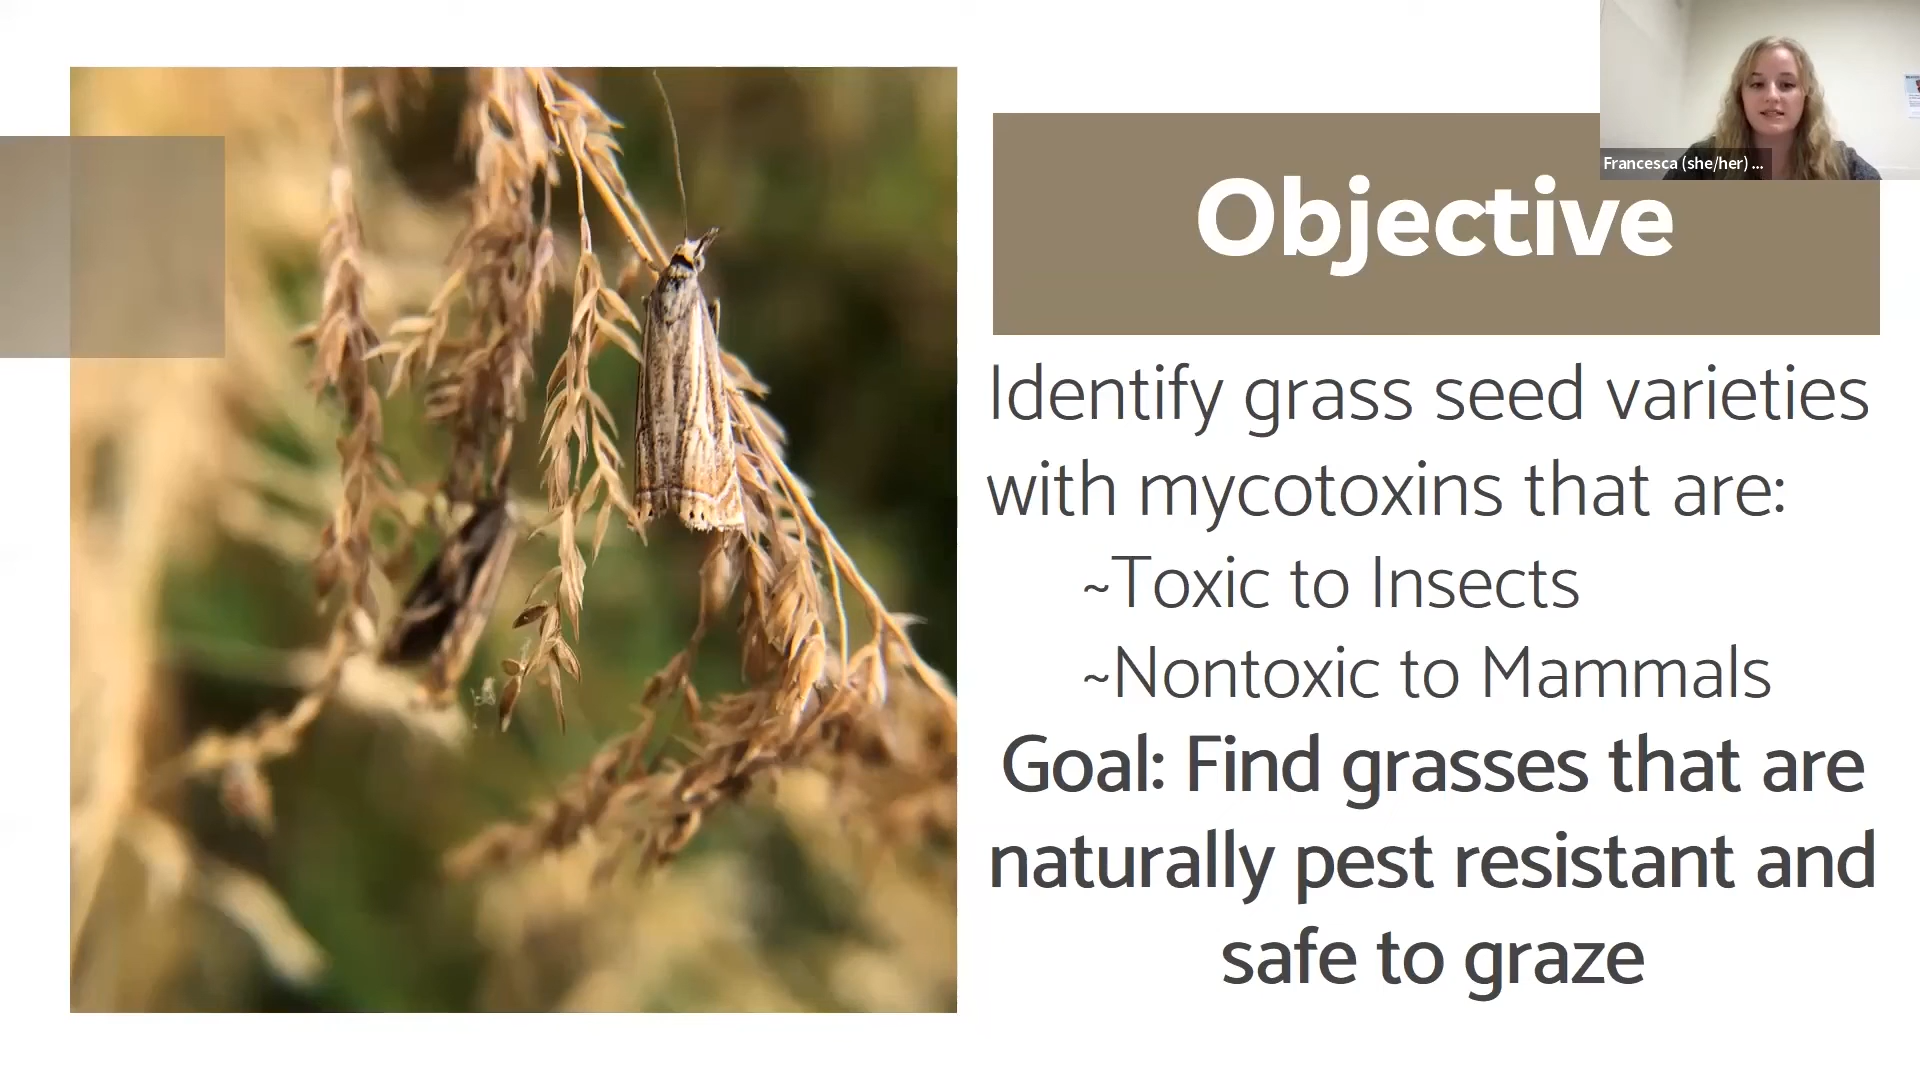 Francesca (she/her) ...
Objective
Identify grass seed varieties
with mycotoxins that are:
~Toxic to Insects
~Nontoxic to Mammals
Goal: Find grasses that are
naturally pest resistant and
safe to graze